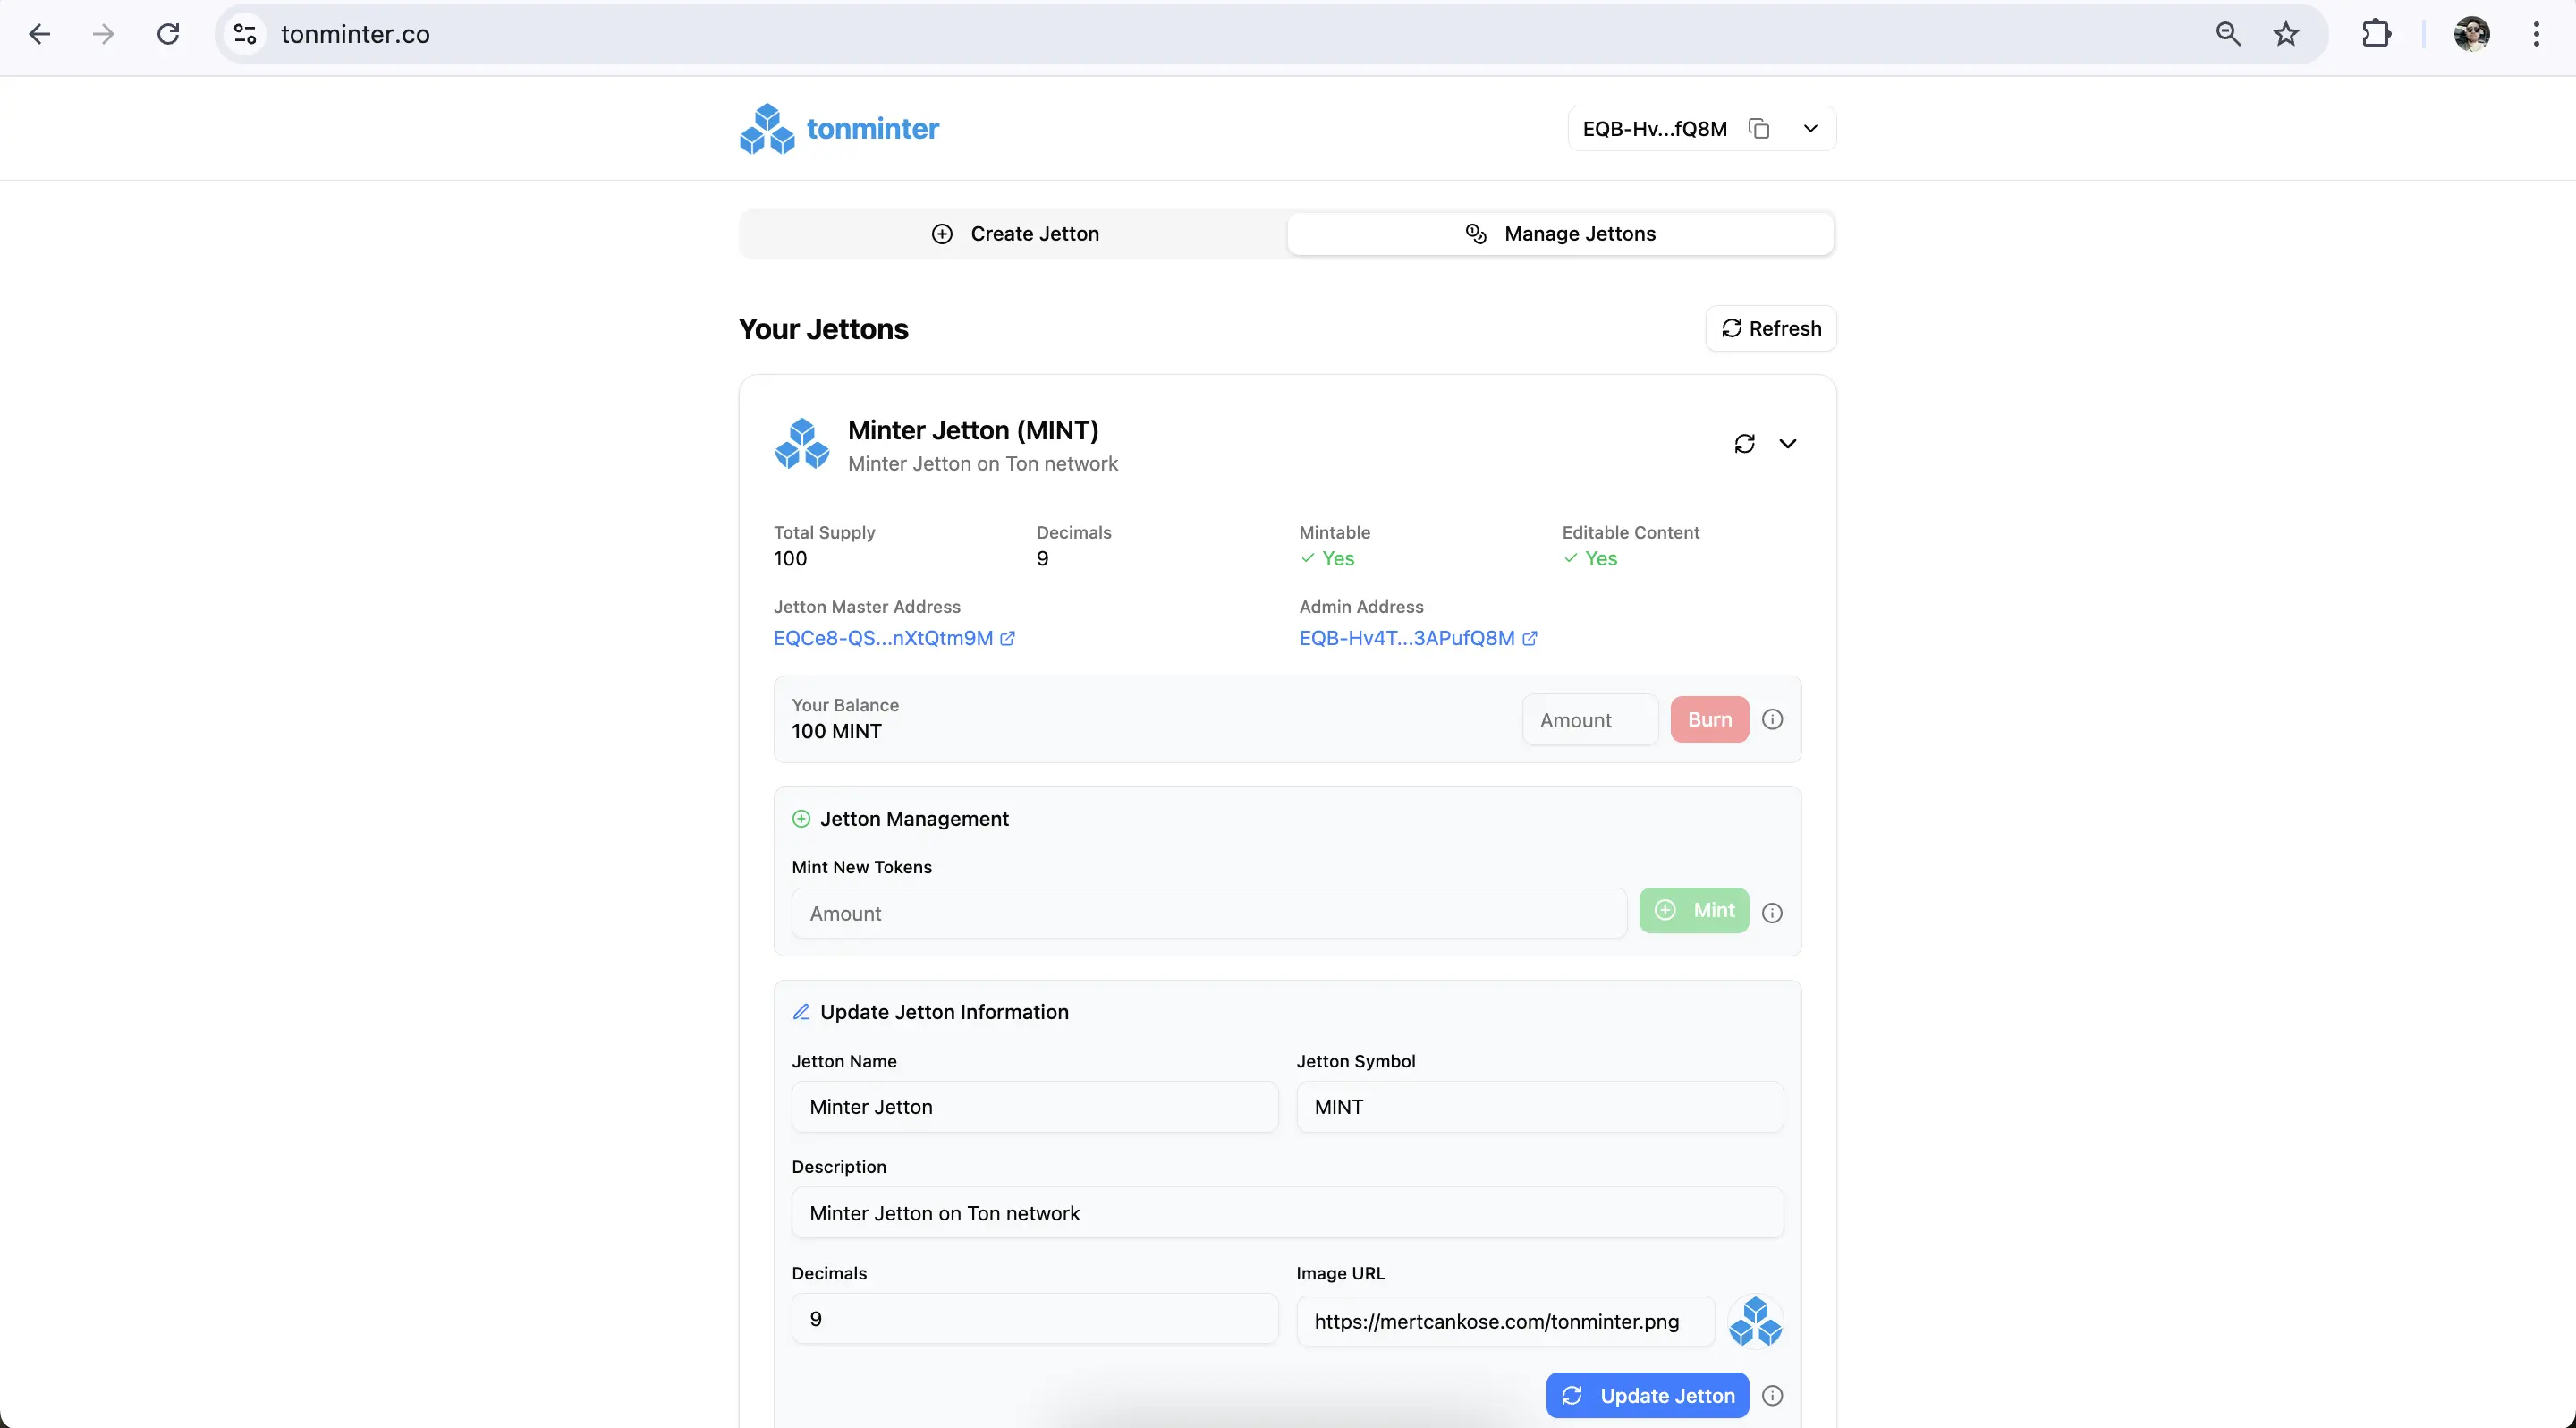 tonminter.co
tonminter
EQB-Hv...fQ8M
Create Jetton
Manage Jettons
Your Jettons
Refresh
Minter Jetton (MINT)
Minter Jetton on Ton network
Total Supply
100
Decimals
9
Mintable
Yes
Editable Content
Yes
Jetton Master Address
EQCe8-QS...nXtQtm9M
Admin Address
EQB-Hv4T...3APufQ8M
Your Balance
100 MINT
Amount
Burn
Jetton Management
Mint New Tokens
Amount
Mint
Update Jetton Information
Jetton Name
Minter Jetton
Jetton Symbol
MINT
Description
Minter Jetton on Ton network
Decimals
9
Image URL
https://mertcankose.com/tonminter.png
Update Jetton